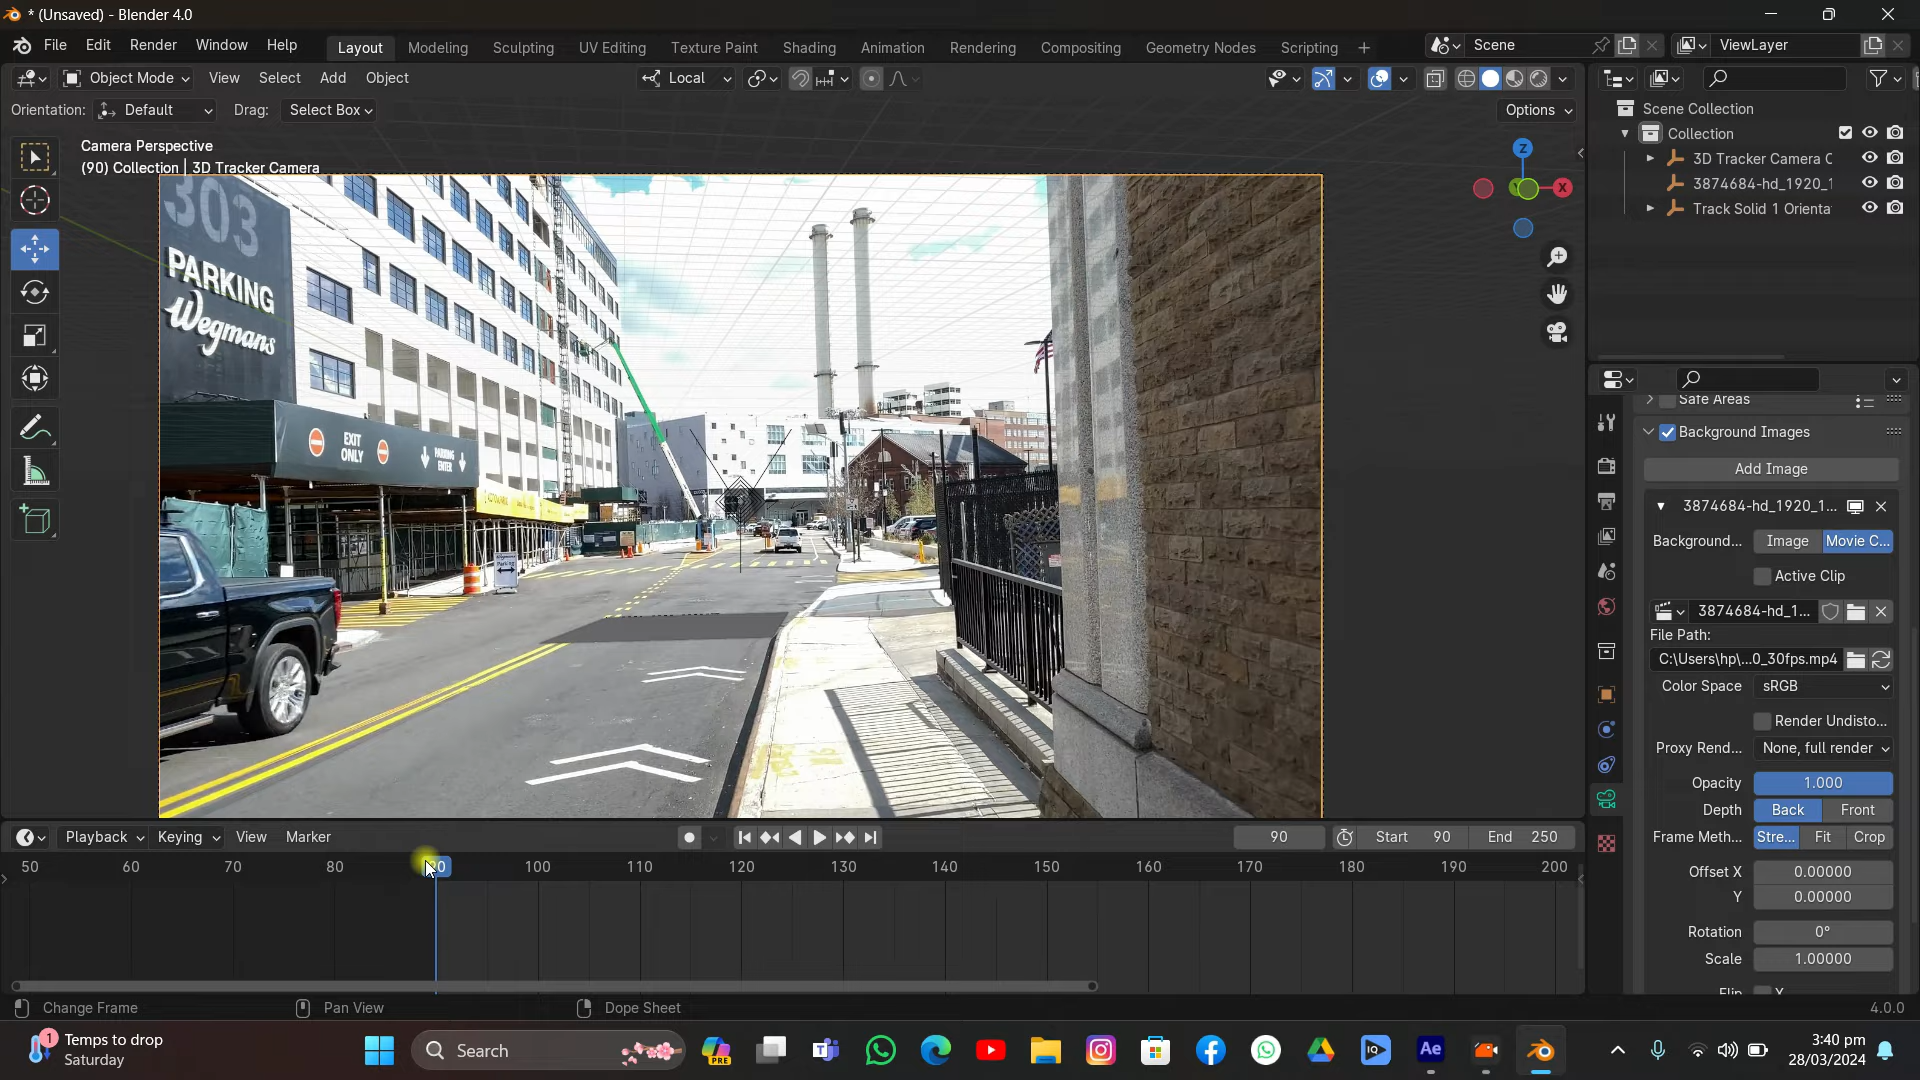 * (Unsaved) - Blender 4.0
File Edit Render Window Help Layout Modeling Sculpting UV Editing Texture Paint Shading Animation Rendering Compositing Geometry Nodes Scripting + Scene ViewLayer
Object Mode View Select Add Object Local
Orientation: Default Drag: Select Box Options
Camera Perspective
(90) Collection | 3D Tracker Camera
Z
X
303
PARKING
Wegmans
EXIT
ONLY
PARKING
ENTER
Scene Collection
Collection
3D Tracker Camera C
3874684-hd_1920_1
Track Solid 1 Orienta
Safe Areas
Background Images
Add Image
3874684-hd_1920_1...
Background... Image Movie C...
Active Clip
3874684-hd_1...
File Path:
C:\Users\hp\...0_30fps.mp4
Color Space sRGB
Render Undisto...
Proxy Rend... None, full render
Opacity 1.000
Depth Back Front
Frame Meth... Stre... Fit Crop
Offset X 0.00000
Y 0.00000
Rotation 0°
Scale 1.00000
Flip X
Playback Keying View Marker 90 Start 90 End 250
50 60 70 80 90 100 110 120 130 140 150 160 170 180 190 200
Change Frame Pan View Dope Sheet 4.0.0
1 Temps to drop
Saturday
Search
PRE
IQ
Ae
3:40 pm
28/03/2024